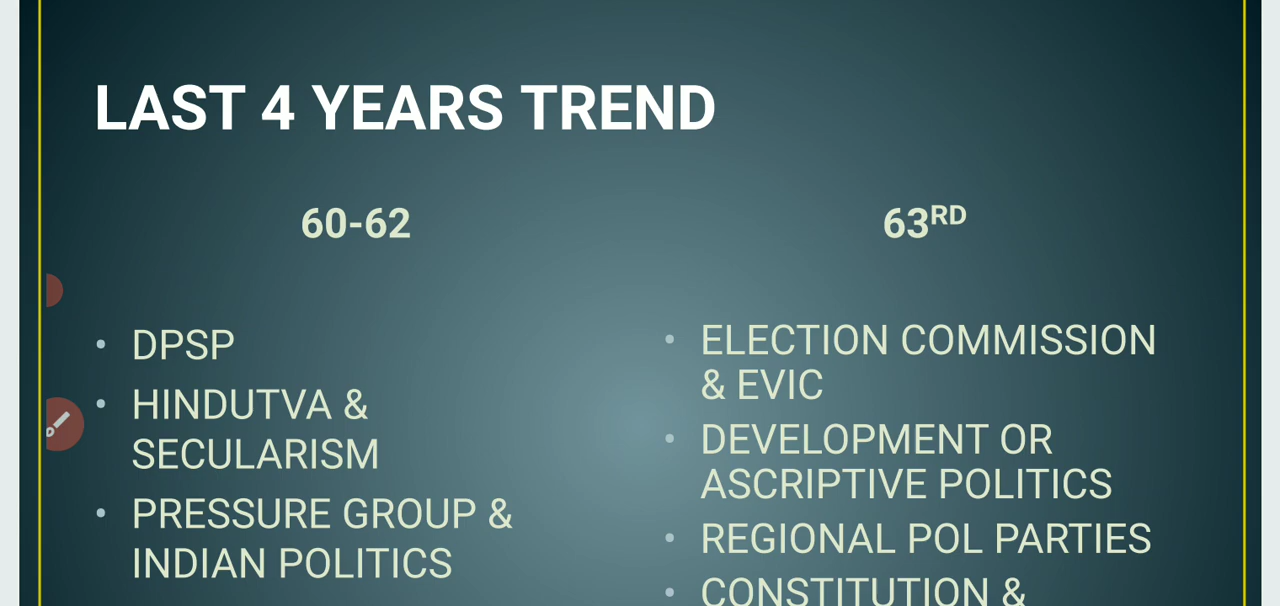 LAST 4 YEARS TREND
60-62
• DPSP
• HINDUTVA &
SECULARISM
• PRESSURE GROUP &
INDIAN POLITICS
63RD
• ELECTION COMMISSION
& EVIC
• DEVELOPMENT OR
ASCRIPTIVE POLITICS
• REGIONAL POL PARTIES
• CONSTITUTION &